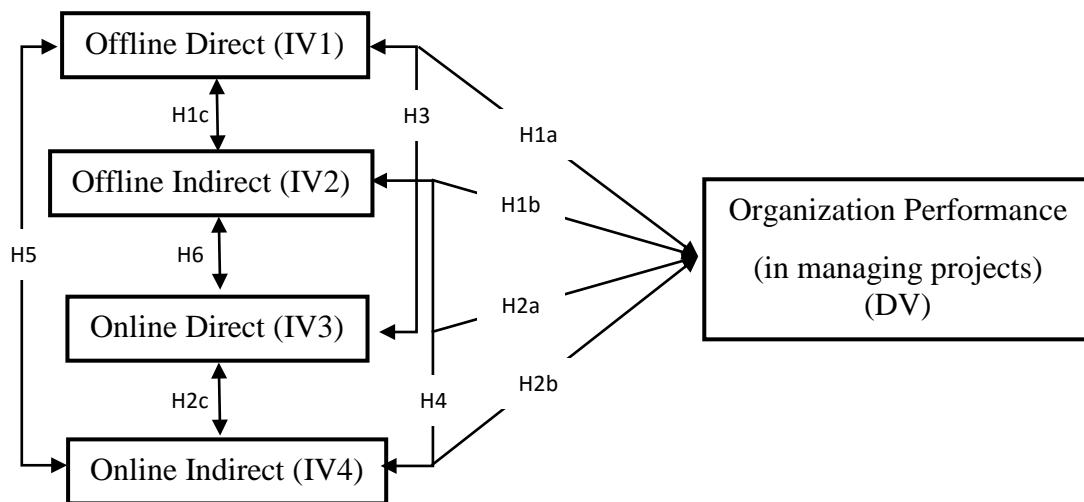 Offline Direct (IV1)
H1c
H3
H1a
Offline Indirect (IV2)
H1b
Organization Performance
(in managing projects)
(DV)
H5
H6
H2a
Online Direct (IV3)
H2c
H4
H2b
Online Indirect (IV4)